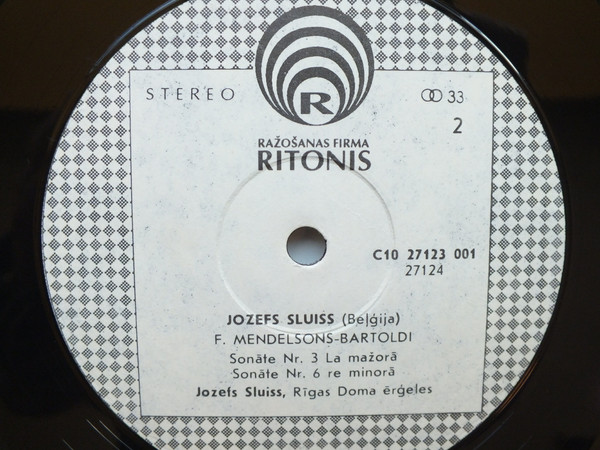 STEREO
R
33
2
RAŽOŠANAS FIRMA
RITONIS
C10 27123 001
27124
JOZEFS SLUISS (Beļģija)
F. MENDELSONS-BARTOLDI
Sonāte Nr. 3 La mažorā
Sonāte Nr. 6 re minorā
Jozefs Sluiss, Rīgas Doma ērģeles